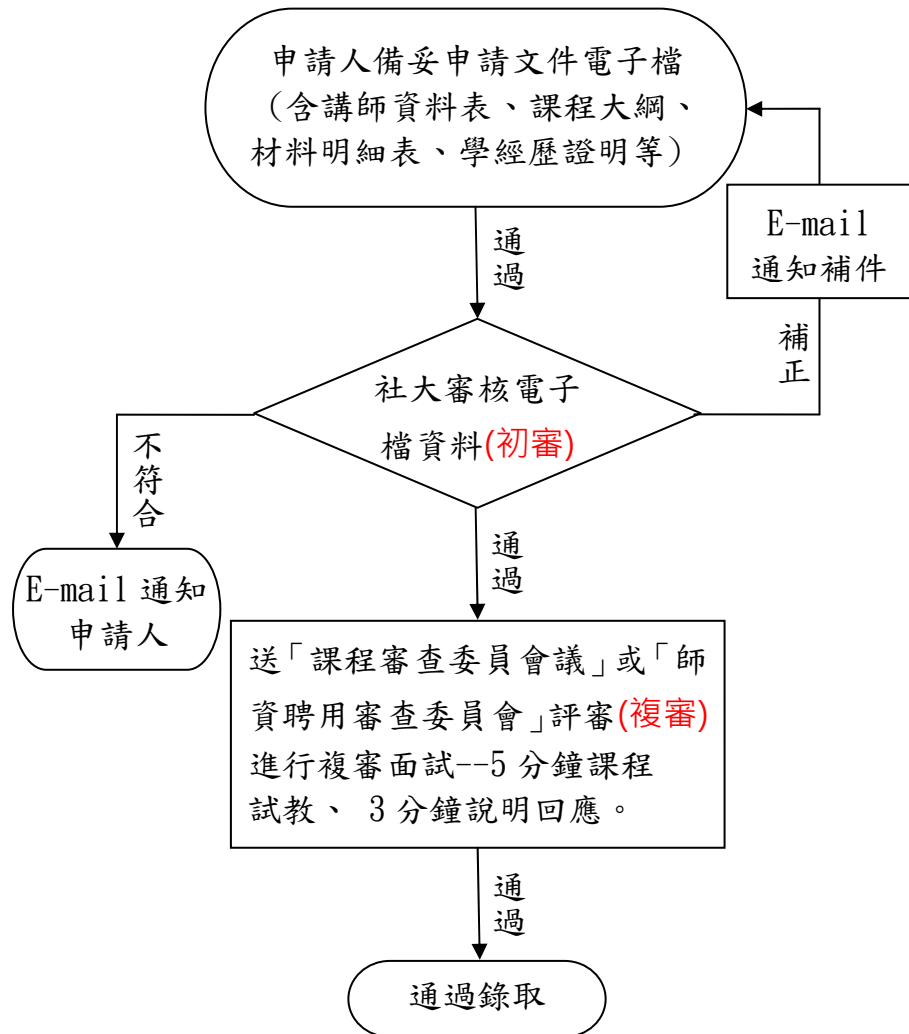 申請人備妥申請文件電子檔
(含講師資料表、課程大綱、
材料明細表、學經歷證明等)
通過
E-mail
通知補件
補正
社大審核電子
檔資料(初審)
不符合
E-mail 通知
申請人
通過
送「課程審查委員會議」或「師
資聘用審查委員會」評審(複審)
進行複審面試--5 分鐘課程
試教、 3 分鐘說明回應。
通過
通過錄取